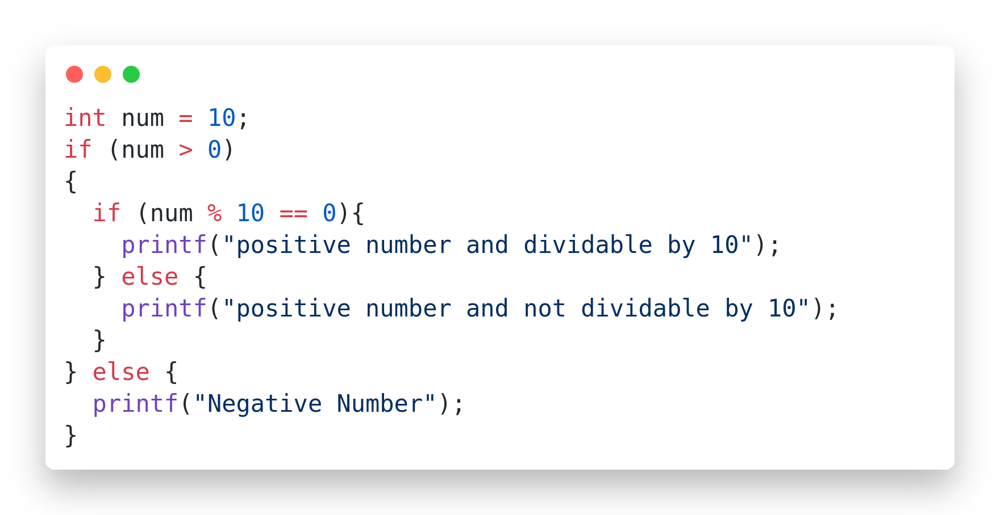 int num = 10;
if (num > 0)
{
  if (num % 10 == 0){
    printf("positive number and dividable by 10");
  } else {
    printf("positive number and not dividable by 10");
  }
} else {
  printf("Negative Number");
}